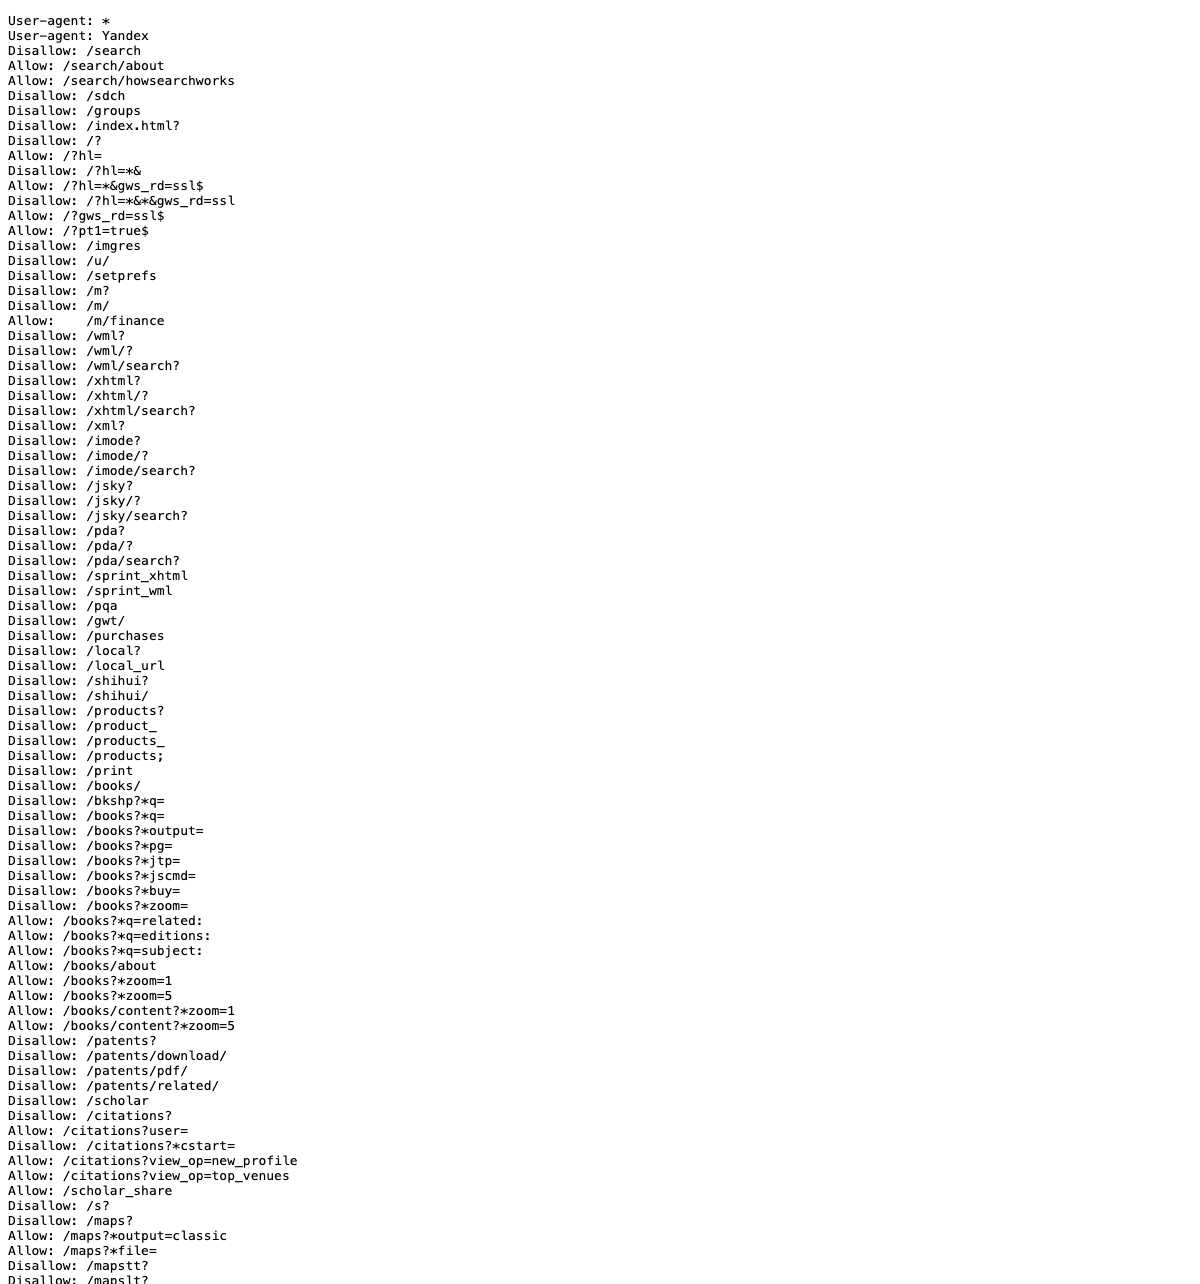 User-agent: *
User-agent: Yandex
Disallow: /search
Allow: /search/about
Allow: /search/howsearchworks
Disallow: /sdch
Disallow: /groups
Disallow: /index.html?
Disallow: /?
Allow: /?hl=
Disallow: /?hl=*&
Allow: /?hl=*&gws_rd=ssl$
Disallow: /?hl=*&*&gws_rd=ssl
Allow: /?gws_rd=ssl$
Allow: /?pt1=true$
Disallow: /imgres
Disallow: /u/
Disallow: /setprefs
Disallow: /m?
Disallow: /m/
Allow:    /m/finance
Disallow: /wml?
Disallow: /wml/?
Disallow: /wml/search?
Disallow: /xhtml?
Disallow: /xhtml/?
Disallow: /xhtml/search?
Disallow: /xml?
Disallow: /imode?
Disallow: /imode/?
Disallow: /imode/search?
Disallow: /jsky?
Disallow: /jsky/?
Disallow: /jsky/search?
Disallow: /pda?
Disallow: /pda/?
Disallow: /pda/search?
Disallow: /sprint_xhtml
Disallow: /sprint_wml
Disallow: /pqa
Disallow: /gwt/
Disallow: /purchases
Disallow: /local?
Disallow: /local_url
Disallow: /shihui?
Disallow: /shihui/
Disallow: /products?
Disallow: /product_
Disallow: /products_
Disallow: /products;
Disallow: /print
Disallow: /books/
Disallow: /bkshp?*q=
Disallow: /books?*q=
Disallow: /books?*output=
Disallow: /books?*pg=
Disallow: /books?*jtp=
Disallow: /books?*jscmd=
Disallow: /books?*buy=
Disallow: /books?*zoom=
Allow: /books?*q=related:
Allow: /books?*q=editions:
Allow: /books?*q=subject:
Allow: /books/about
Allow: /books?*zoom=1
Allow: /books?*zoom=5
Allow: /books/content?*zoom=1
Allow: /books/content?*zoom=5
Disallow: /patents?
Disallow: /patents/download/
Disallow: /patents/pdf/
Disallow: /patents/related/
Disallow: /scholar
Disallow: /citations?
Allow: /citations?user=
Disallow: /citations?*cstart=
Allow: /citations?view_op=new_profile
Allow: /citations?view_op=top_venues
Allow: /scholar_share
Disallow: /s?
Disallow: /maps?
Allow: /maps?*output=classic
Allow: /maps?*file=
Disallow: /mapstt?
Disallow: /mapslt?